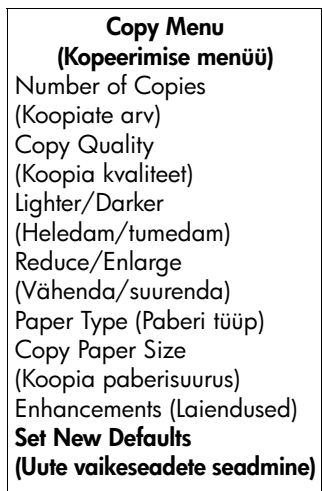 Copy Menu
(Kopeerimise menüü)
Number of Copies
(Koopiate arv)
Copy Quality
(Koopia kvaliteet)
Lighter/Darker
(Heledam/tumedam)
Reduce/Enlarge
(Vähenda/suurenda)
Paper Type (Paberi tüüp)
Copy Paper Size
(Koopia paberisuurus)
Enhancements (Laiendused)
Set New Defaults
(Uute vaikeseadete seadmine)